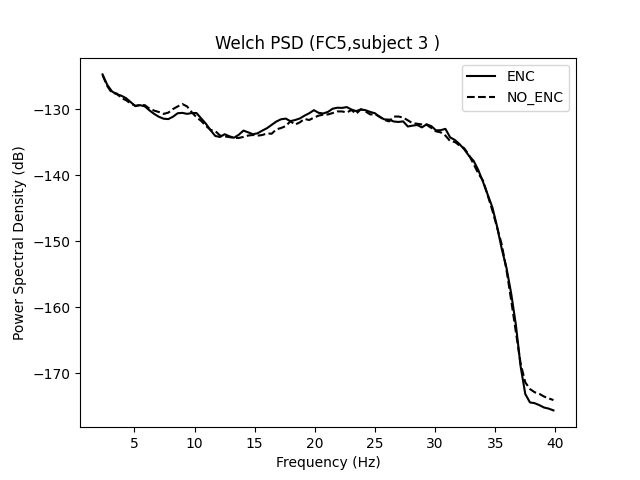 Welch PSD (FC5,subject 3 )
ENC
NO_ENC
Power Spectral Density (dB)
−130
−140
−150
−160
−170
5 10 15 20 25 30 35 40
Frequency (Hz)